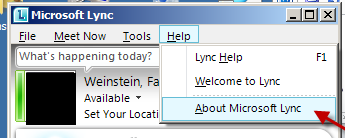 Microsoft Lync
File Meet Now Tools Help
What's happening today?
Lync Help F1
Weinstein, Fa
Welcome to Lync
Available
About Microsoft Lync
Set Your Locati